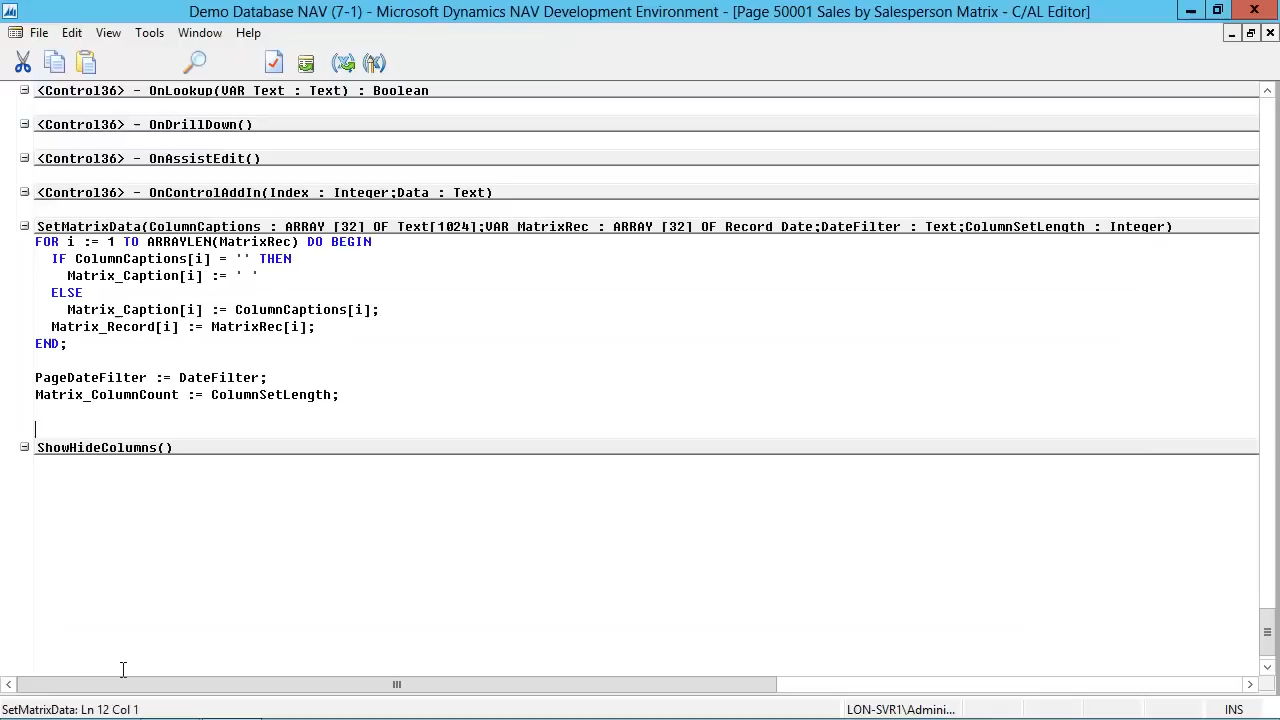 Demo Database NAV (7-1) - Microsoft Dynamics NAV Development Environment - [Page 50001 Sales by Salesperson Matrix - C/AL Editor]
File Edit View Tools Window Help
<Control36> - OnLookup(VAR Text : Text) : Boolean
<Control36> - OnDrillDown()
<Control36> - OnAssistEdit()
<Control36> - OnControlAddIn(Index : Integer;Data : Text)
SetMatrixData(ColumnCaptions : ARRAY [32] OF Text[1024];VAR MatrixRec : ARRAY [32] OF Record Date;DateFilter : Text;ColumnSetLength : Integer)
FOR i := 1 TO ARRAYLEN(MatrixRec) DO BEGIN
IF ColumnCaptions[i] = '' THEN
Matrix_Caption[i] := ' '
ELSE
Matrix_Caption[i] := ColumnCaptions[i];
Matrix_Record[i] := MatrixRec[i];
END;
PageDateFilter := DateFilter;
Matrix_ColumnCount := ColumnSetLength;
ShowHideColumns()
SetMatrixData: Ln 12 Col 1 LON-SVR1\Admini... INS